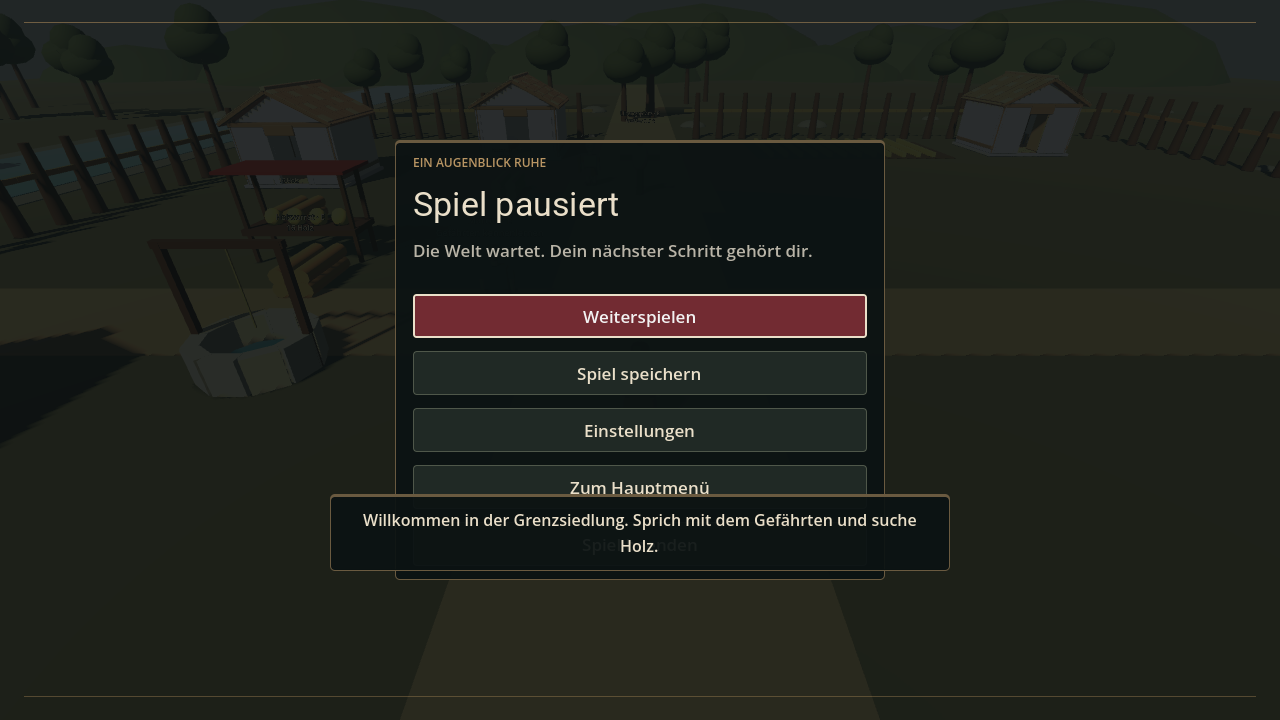 EIN AUGENBLICK RUHE
Spiel pausiert
Die Welt wartet. Dein nächster Schritt gehört dir.
Weiterspielen
Spiel speichern
Einstellungen
Zum Hauptmenü
Willkommen in der Grenzsiedlung. Sprich mit dem Gefährten und suche
Holz.